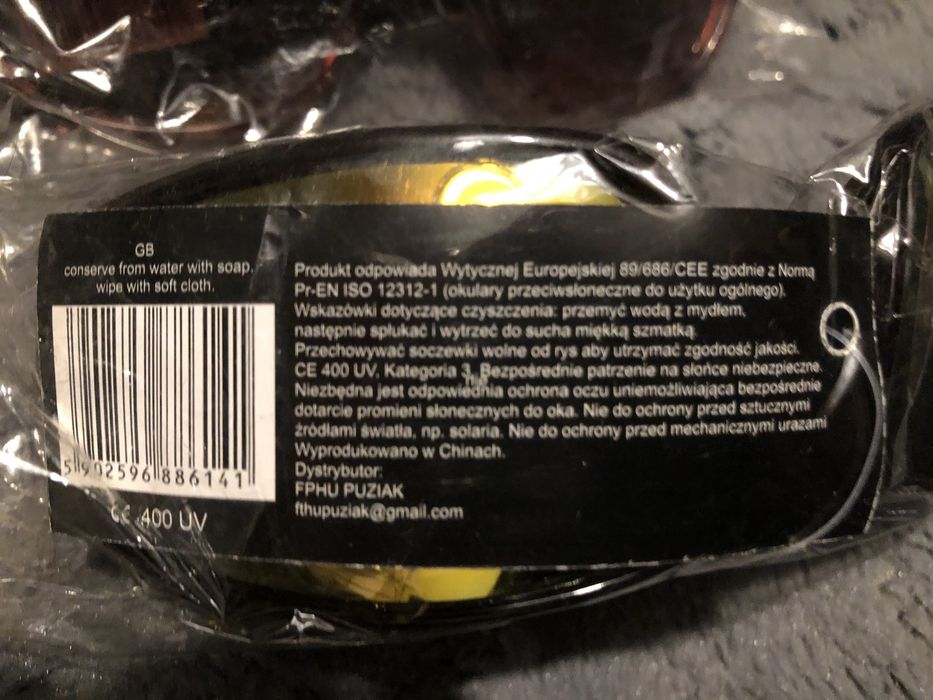 GB
conserve from water with soap,
wipe with soft cloth.
5 902596 886141
CE 400 UV
Produkt odpowiada Wytycznej Europejskiej 89/686/CEE zgodnie z Normą
Pr-EN ISO 12312-1 (okulary przeciwsłoneczne do użytku ogólnego).
Wskazówki dotyczące czyszczenia: przemyć wodą z mydłem,
następnie spłukać i wytrzeć do sucha miękką szmatką.
Przechowywać soczewki wolne od rys aby utrzymać zgodność jakości.
CE 400 UV, Kategoria 3. Bezpośrednie patrzenie na słońce niebezpieczne.
Niezbędna jest odpowiednia ochrona oczu uniemożliwiająca bezpośrednie
dotarcie promieni słonecznych do oka. Nie do ochrony przed sztucznymi
źródłami światła, np. solaria. Nie do ochrony przed mechanicznymi urazami
Wyprodukowano w Chinach.
Dystrybutor:
FPHU PUZIAK
fthupuziak@gmail.com